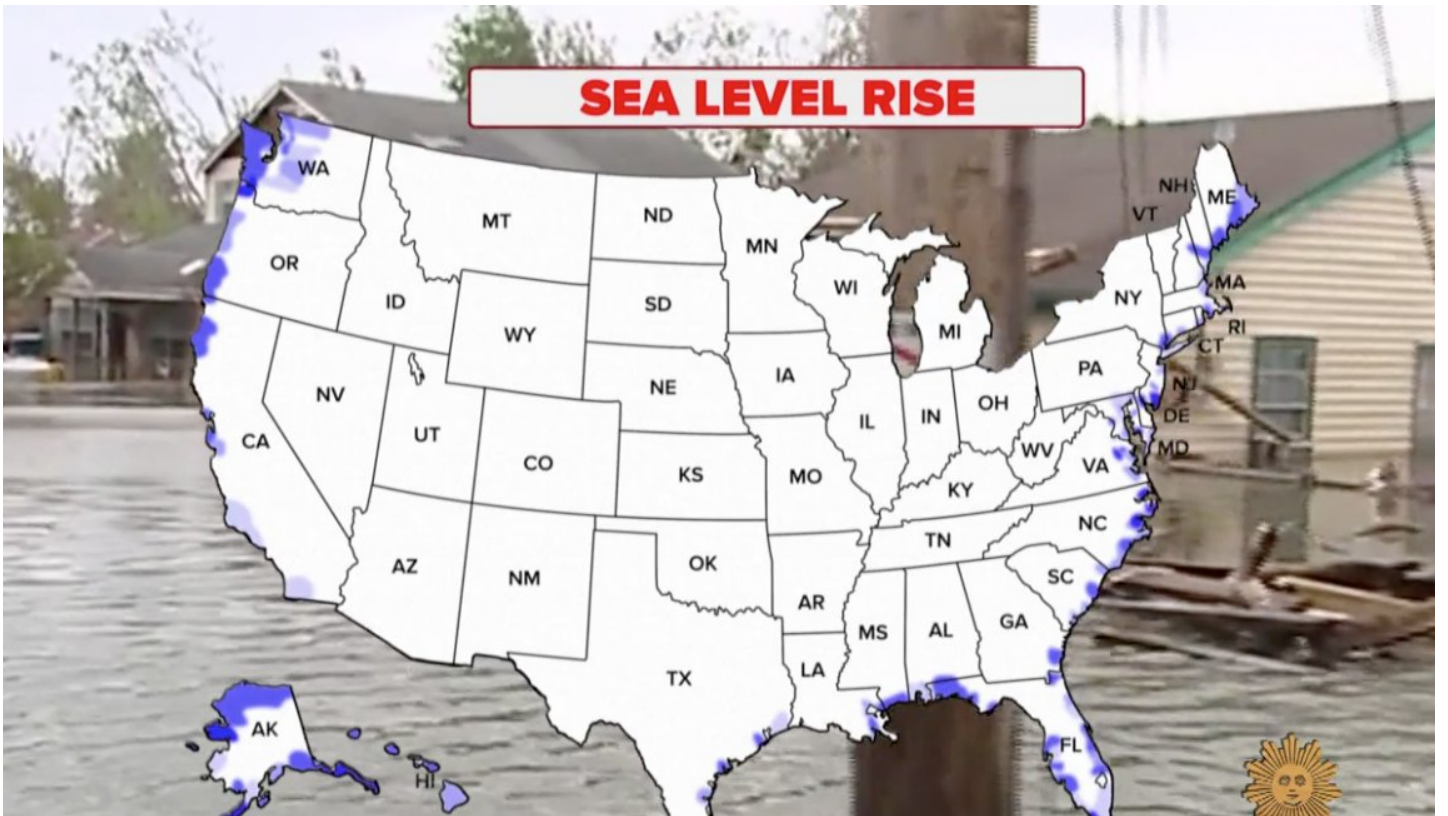 SEA LEVEL RISE
WA
MT
ND
MN
ME
NH
VT
OR
ID
SD
WI
NY
MA
WY
MI
RI
CT
NV
NE
IA
PA
NJ
UT
CA
CO
KS
MO
IL
IN
OH
WV
VA
DE
MD
KY
NC
TN
AZ
NM
OK
AR
SC
MS
AL
GA
TX
LA
FL
AK
HI